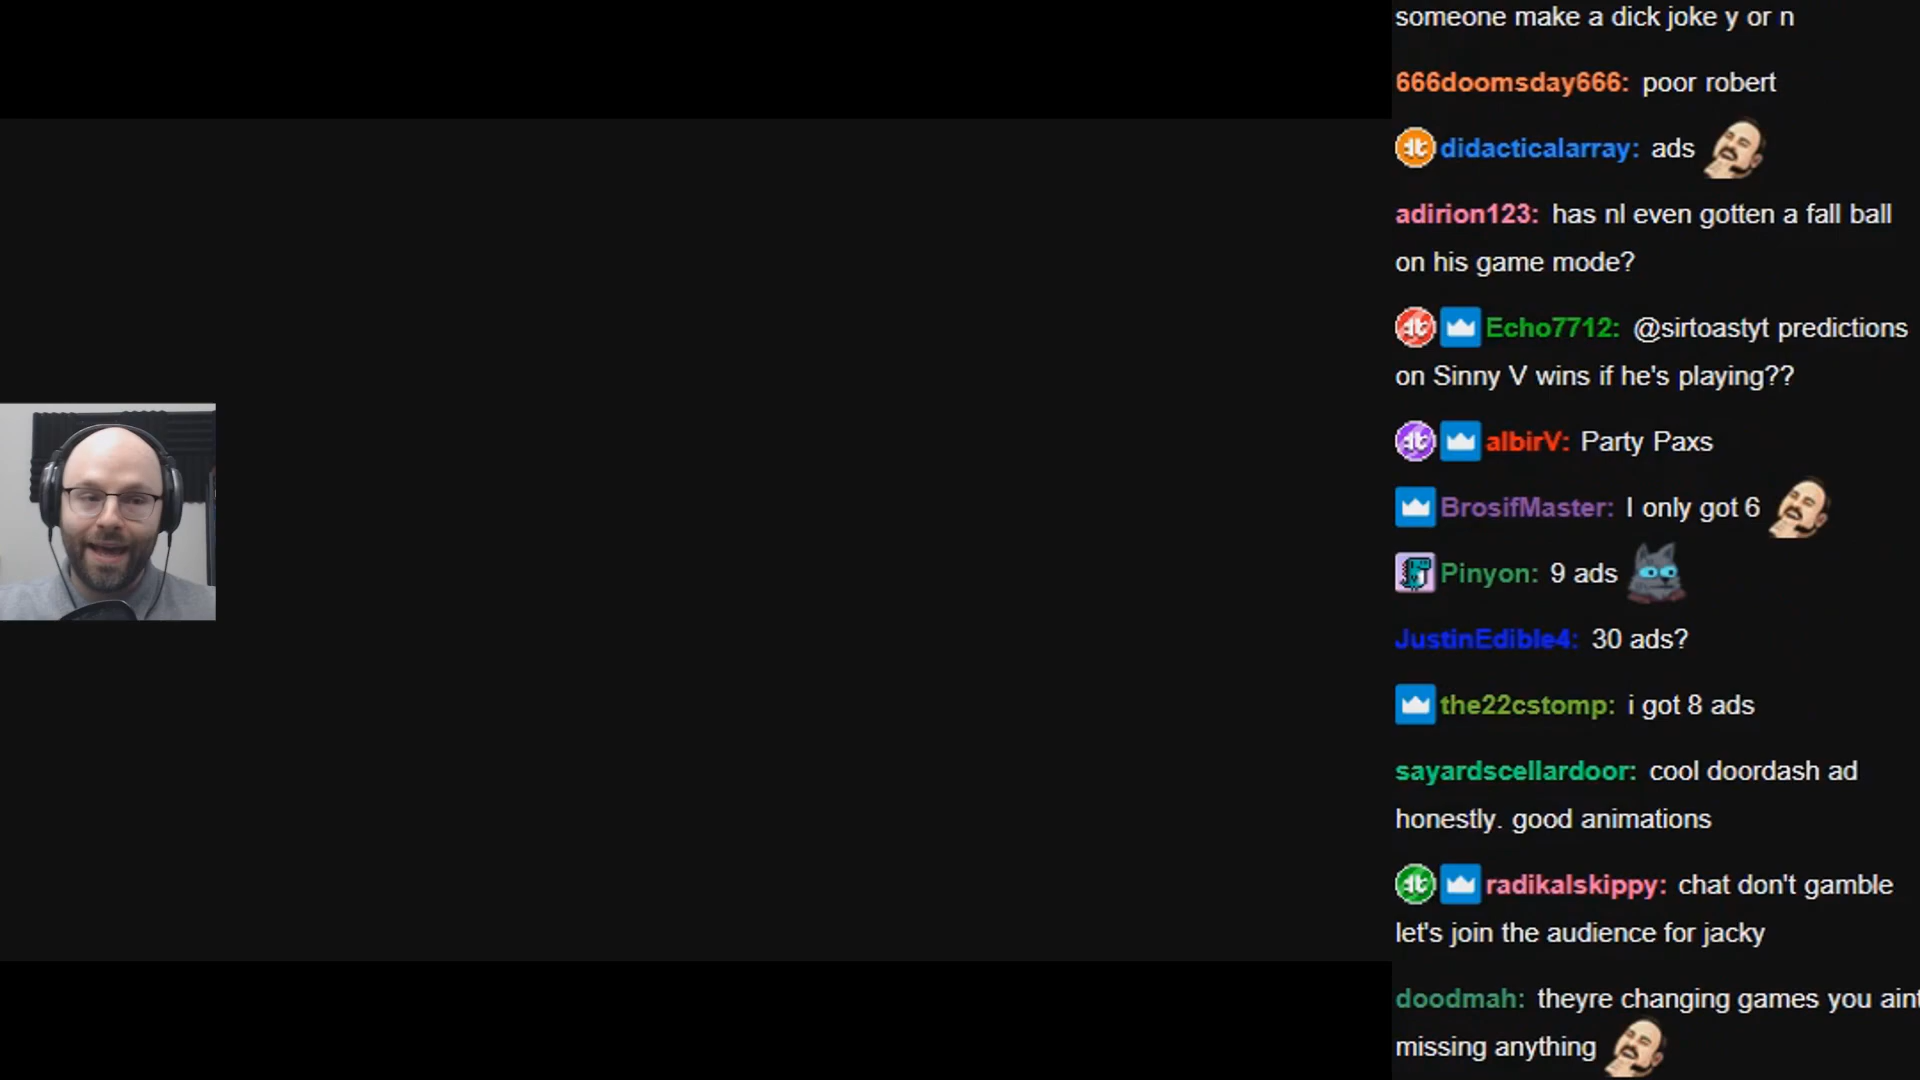 someone make a dick joke y or n
666doomsday666: poor robert
didacticalarray: ads
adirion123: has nl even gotten a fall ball
on his game mode?
Echo7712: @sirtoastyt predictions
on Sinny V wins if he's playing??
albirV: Party Paxs
BrosifMaster: I only got 6
Pinyon: 9 ads
JustinEdible4: 30 ads?
the22cstomp: i got 8 ads
sayardscellardoor: cool doordash ad
honestly. good animations
radikalskippy: chat don't gamble
let's join the audience for jacky
doodmah: theyre changing games you aint
missing anything